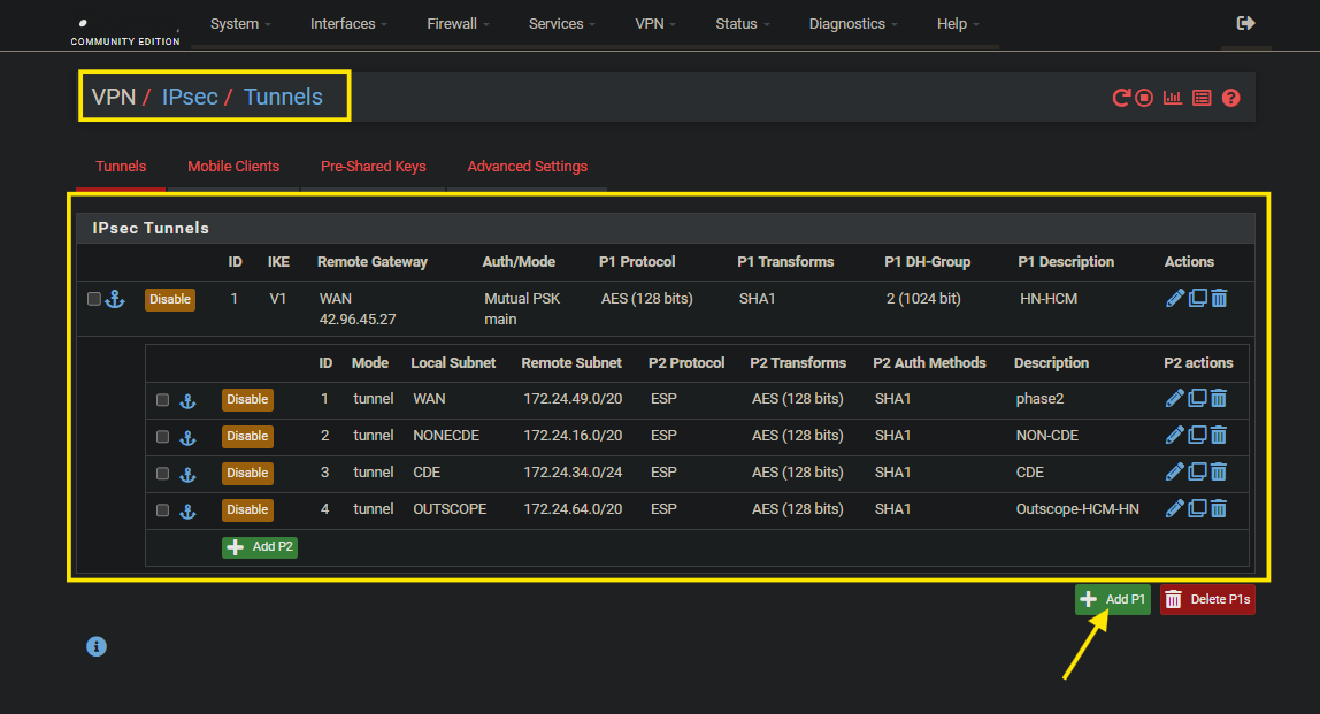 System Interfaces Firewall Services VPN Status Diagnostics Help
COMMUNITY EDITION
VPN / IPsec / Tunnels
Tunnels Mobile Clients Pre-Shared Keys Advanced Settings
IPsec Tunnels
ID IKE Remote Gateway Auth/Mode P1 Protocol P1 Transforms P1 DH-Group P1 Description Actions
Disable 1 V1 WAN Mutual PSK AES (128 bits) SHA1 2 (1024 bit) HN-HCM
42.96.45.27 main
ID Mode Local Subnet Remote Subnet P2 Protocol P2 Transforms P2 Auth Methods Description P2 actions
Disable 1 tunnel WAN 172.24.49.0/20 ESP AES (128 bits) SHA1 phase2
Disable 2 tunnel NONECDE 172.24.16.0/20 ESP AES (128 bits) SHA1 NON-CDE
Disable 3 tunnel CDE 172.24.34.0/24 ESP AES (128 bits) SHA1 CDE
Disable 4 tunnel OUTSCOPE 172.24.64.0/20 ESP AES (128 bits) SHA1 Outscope-HCM-HN
Add P2
Add P1 Delete P1s